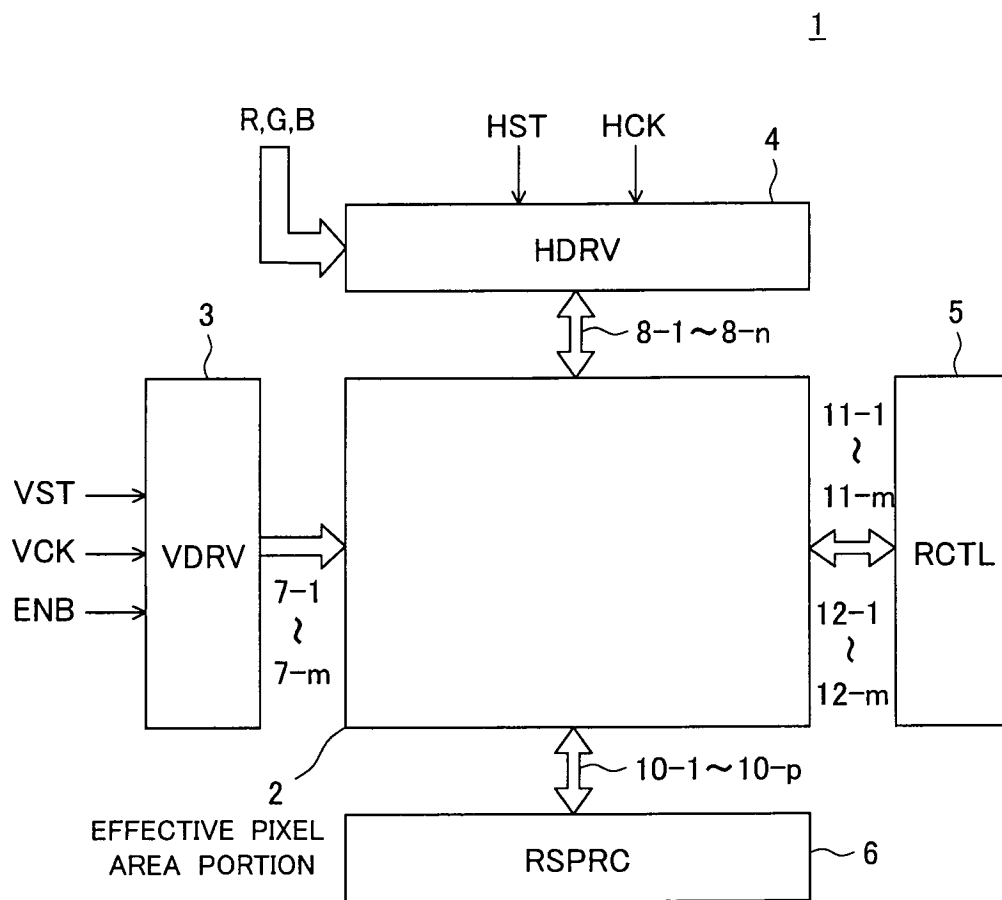 1
R,G,B
HST
HCK
4
HDRV
8-1~8-n
3
5
11-1
~
11-m
VST
VCK
ENB
VDRV
7-1
~
7-m
RCTL
12-1
~
12-m
2
EFFECTIVE PIXEL
AREA PORTION
10-1~10-p
RSPRC
6